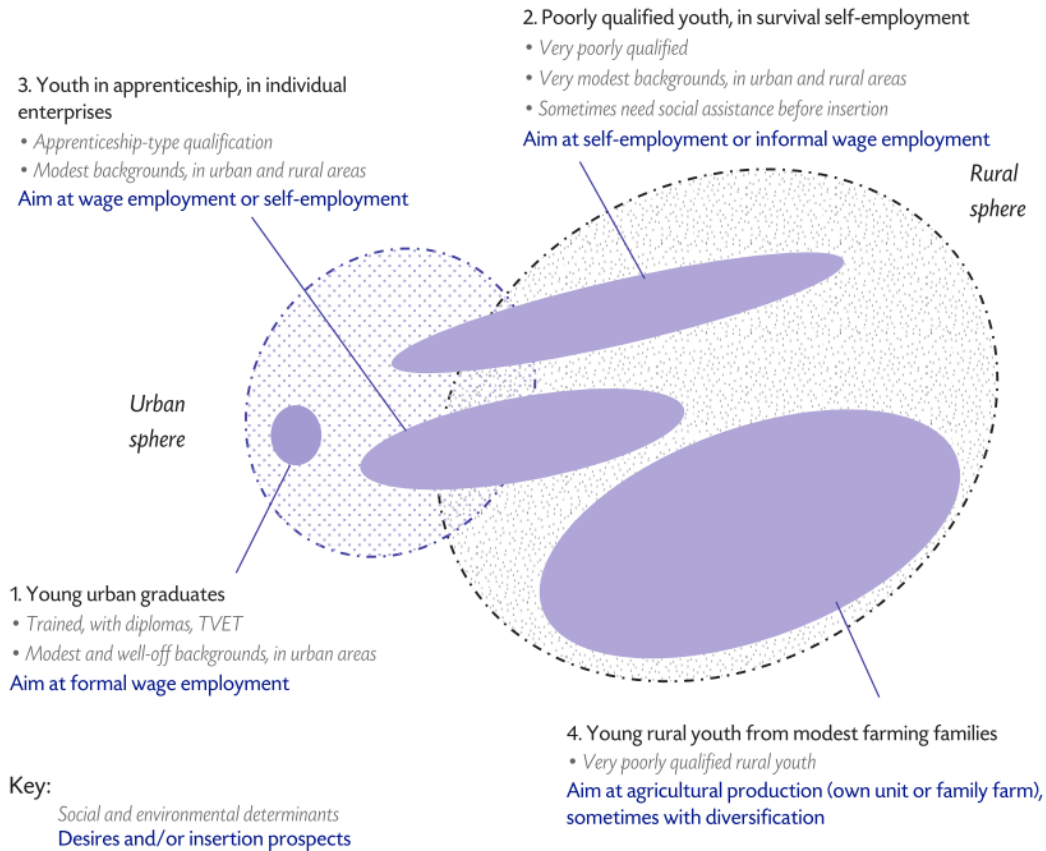 2. Poorly qualified youth, in survival self-employment
• Very poorly qualified
• Very modest backgrounds, in urban and rural areas
• Sometimes need social assistance before insertion
Aim at self-employment or informal wage employment
3. Youth in apprenticeship, in individual
enterprises
• Apprenticeship-type qualification
• Modest backgrounds, in urban and rural areas
Aim at wage employment or self-employment
Rural
sphere
Urban
sphere
1. Young urban graduates
• Trained, with diplomas, TVET
• Modest and well-off backgrounds, in urban areas
Aim at formal wage employment
4. Young rural youth from modest farming families
• Very poorly qualified rural youth
Aim at agricultural production (own unit or family farm),
sometimes with diversification
Key:
Social and environmental determinants
Desires and/or insertion prospects